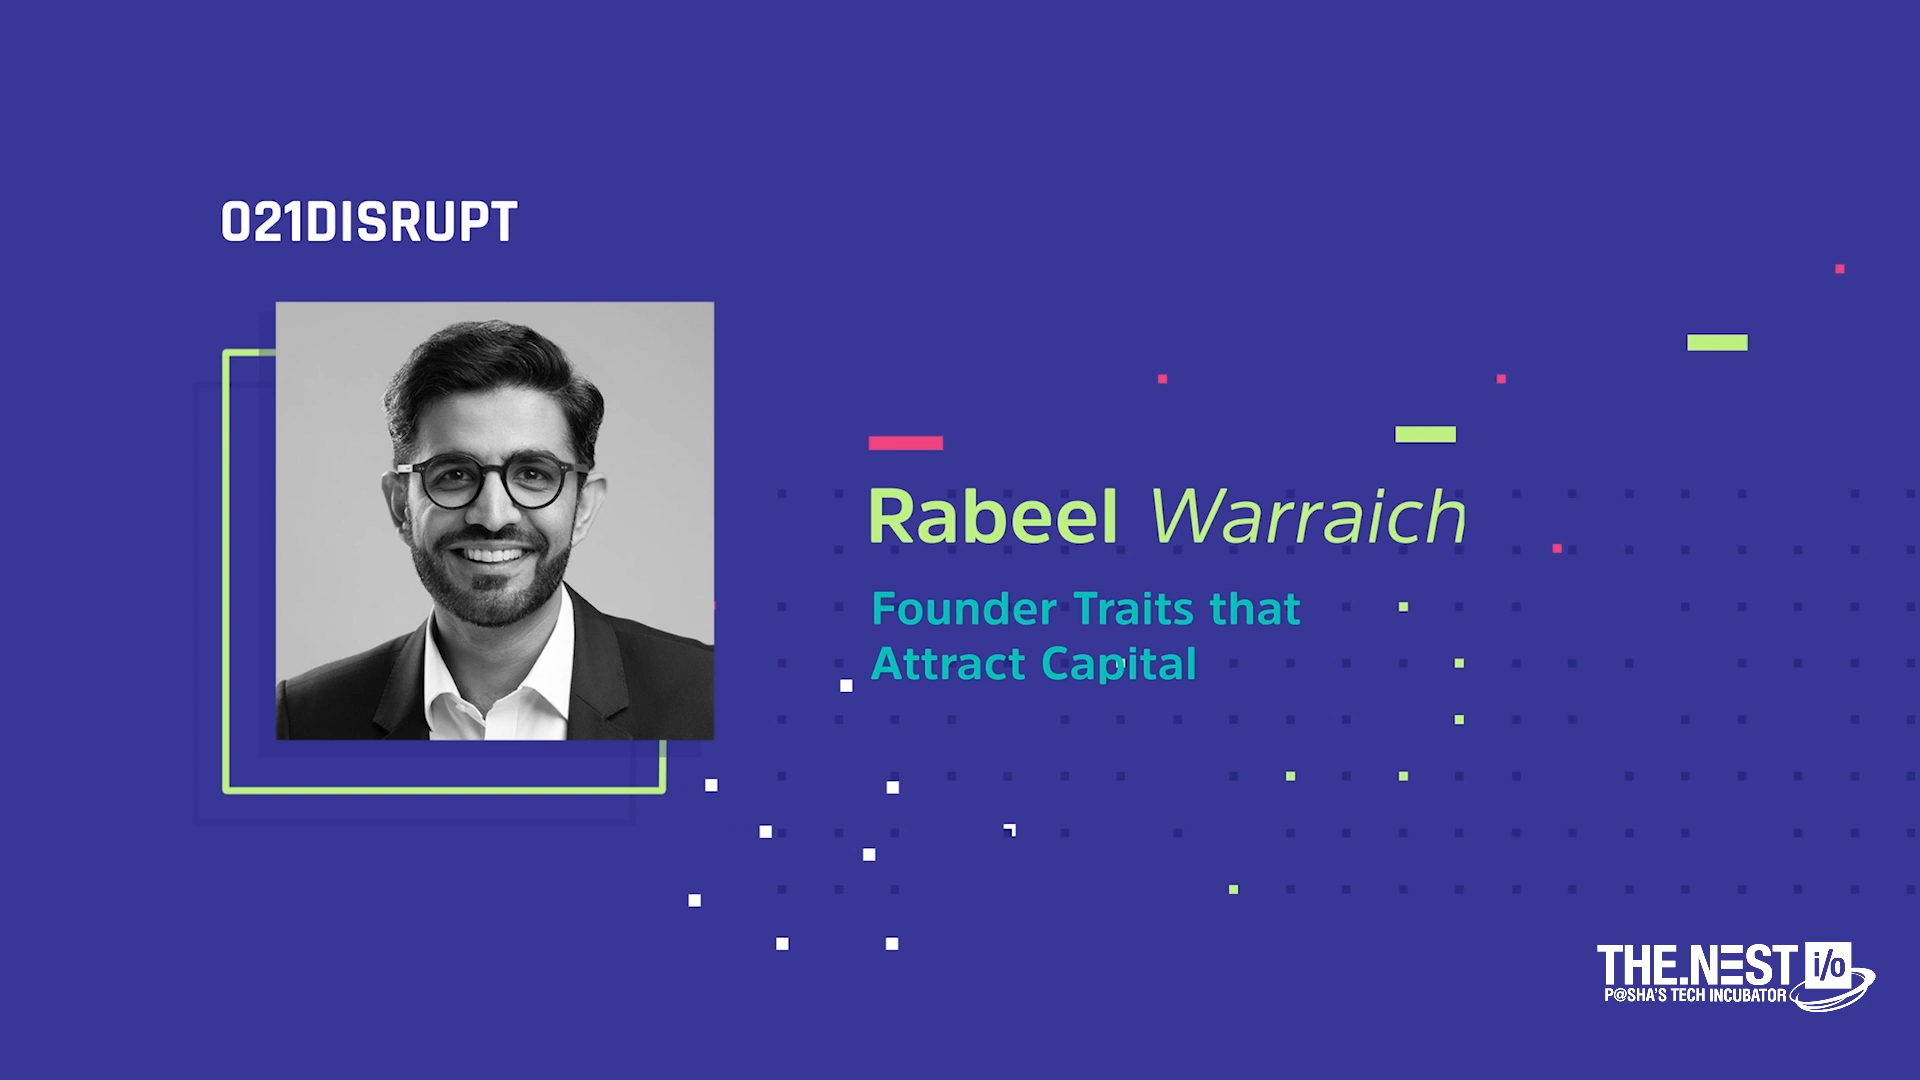 021DISRUPT
Rabeel Warraich
Founder Traits that
Attract Capital
THE.NEST i/o
P@SHA'S TECH INCUBATOR